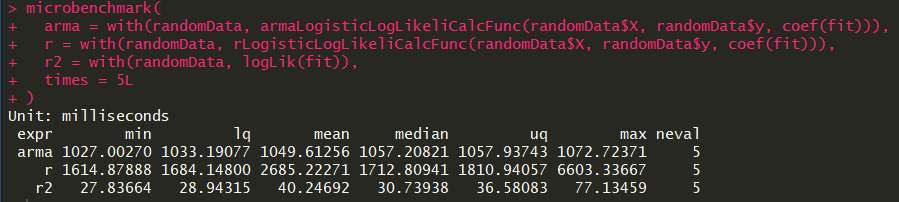 > microbenchmark(
+   arma = with(randomData, armaLogisticLogLikeliCalcFunc(randomData$X, randomData$y, coef(fit))),
+   r = with(randomData, rLogisticLogLikeliCalcFunc(randomData$X, randomData$y, coef(fit))),
+   r2 = with(randomData, logLik(fit)),
+   times = 5L
+ )
Unit: milliseconds
 expr        min         lq       mean     median         uq        max neval
 arma 1027.00270 1033.19077 1049.61256 1057.20821 1057.93743 1072.72371     5
    r 1614.87888 1684.14800 2685.22271 1712.80941 1810.94057 6603.33667     5
   r2   27.83664   28.94315   40.24692   30.73938   36.58083   77.13459     5